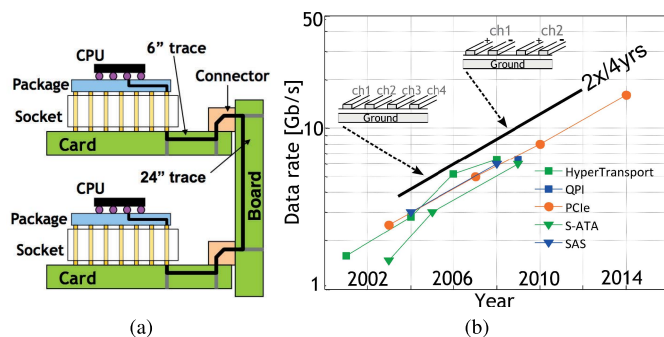 CPU
6” trace
Package
Connector
Socket
Card
24” trace
Board
CPU
Package
Socket
Card
(a)
50
10
1
Data rate [Gb/s]
ch1 ch2
+ - + -
Ground
ch1 ch2 ch3 ch4
Ground
2x/4yrs
HyperTransport
QPI
PCIe
S-ATA
SAS
2002 2006 2010 2014
Year
(b)